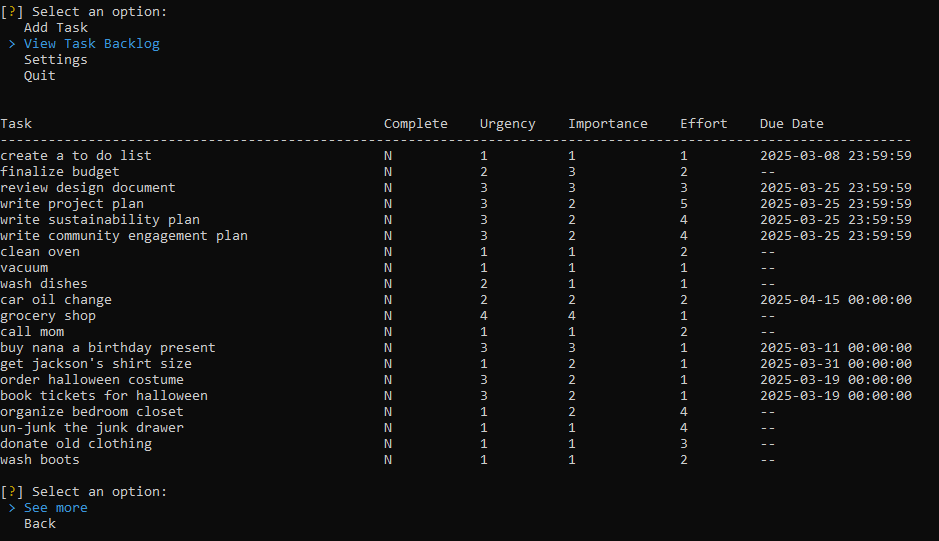 [?] Select an option:
Add Task
> View Task Backlog
Settings
Quit
Task Complete Urgency Importance Effort Due Date
------------------------------------------------------------------------------------------------------------------
create a to do list N 1 1 1 2025-03-08 23:59:59
finalize budget N 2 3 2 --
review design document N 3 3 3 2025-03-25 23:59:59
write project plan N 3 2 5 2025-03-25 23:59:59
write sustainability plan N 3 2 4 2025-03-25 23:59:59
write community engagement plan N 3 2 4 2025-03-25 23:59:59
clean oven N 1 1 2 --
vacuum N 1 1 1 --
wash dishes N 2 1 1 --
car oil change N 2 2 2 2025-04-15 00:00:00
grocery shop N 4 4 1 --
call mom N 1 1 2 --
buy nana a birthday present N 3 3 1 2025-03-11 00:00:00
get jackson's shirt size N 1 2 1 2025-03-31 00:00:00
order halloween costume N 3 2 1 2025-03-19 00:00:00
book tickets for halloween N 3 2 1 2025-03-19 00:00:00
organize bedroom closet N 1 2 4 --
un-junk the junk drawer N 1 1 4 --
donate old clothing N 1 1 3 --
wash boots N 1 1 2 --
[?] Select an option:
> See more
Back